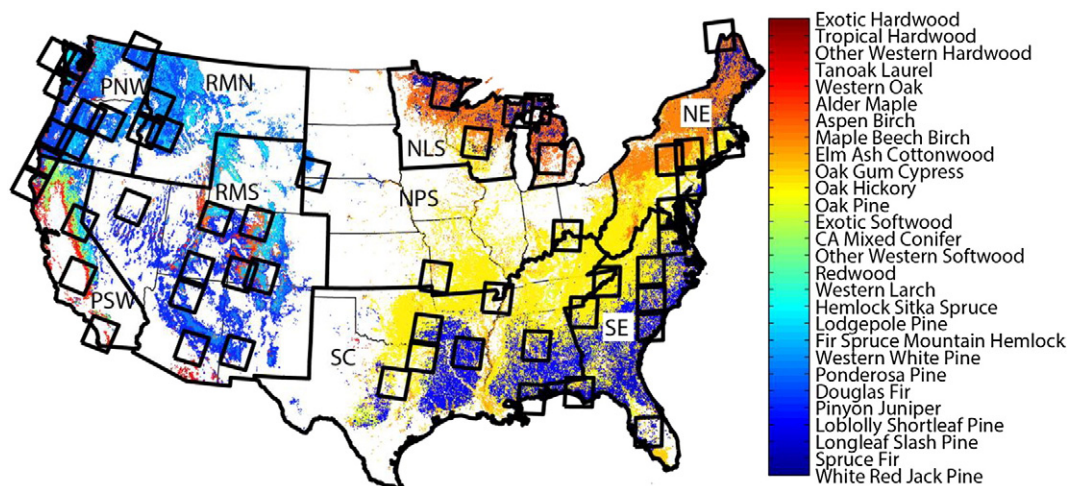 PNW
RMN
NLS
NE
RMS
NPS
PSW
SC
SE
Exotic Hardwood
Tropical Hardwood
Other Western Hardwood
Tanoak Laurel
Western Oak
Alder Maple
Aspen Birch
Maple Beech Birch
Elm Ash Cottonwood
Oak Gum Cypress
Oak Hickory
Oak Pine
Exotic Softwood
CA Mixed Conifer
Other Western Softwood
Redwood
Western Larch
Hemlock Sitka Spruce
Lodgepole Pine
Fir Spruce Mountain Hemlock
Western White Pine
Ponderosa Pine
Douglas Fir
Pinyon Juniper
Loblolly Shortleaf Pine
Longleaf Slash Pine
Spruce Fir
White Red Jack Pine